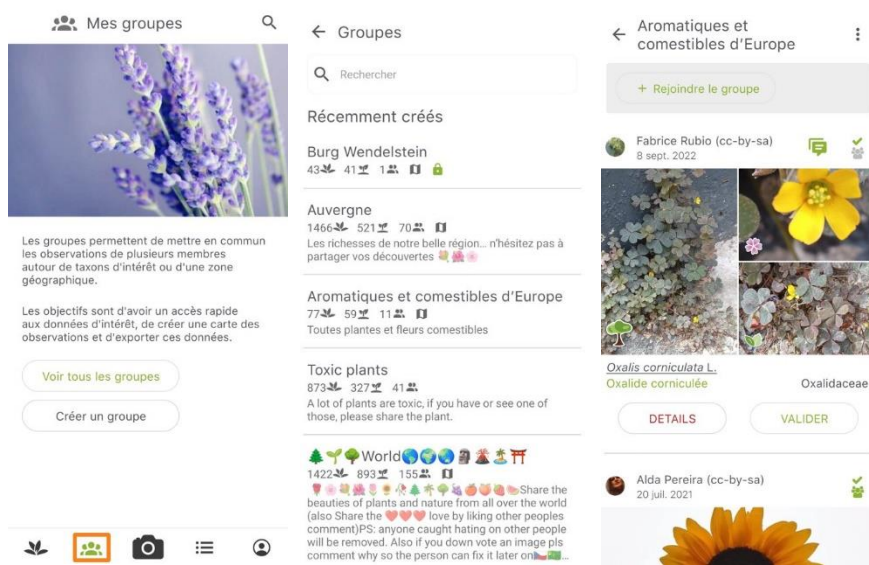 Mes groupes
Les groupes permettent de mettre en commun
les observations de plusieurs membres
autour de taxons d'intérêt ou d'une zone
géographique.
Les objectifs sont d'avoir un accès rapide
aux données d'intérêt, de créer une carte des
observations et d'exporter ces données.
Voir tous les groupes
Créer un groupe
Groupes
Rechercher
Récemment créés
Burg Wendelstein
43 41 1
Auvergne
1466 521 70
Les richesses de notre belle région... n'hésitez pas à
partager vos découvertes 💐🌺🌸
Aromatiques et comestibles d'Europe
77 59 11
Toutes plantes et fleurs comestibles
Toxic plants
873 327 41
A lot of plants are toxic, if you have or see one of
those, please share the plant.
🌲🌱🌳World🌎🌍🌏🗿🌋🏝⛩
1422 893 155
Share the
beauties of plants and nature from all over the world
(also Share the ❤️❤️❤️ love by liking other peoples
comment)PS: anyone caught hating on other people
will be removed. Also if you down vote an image pls
comment why so the person can fix it later on
Aromatiques et
comestibles d'Europe
+ Rejoindre le groupe
Fabrice Rubio (cc-by-sa)
8 sept. 2022
Oxalis corniculata L.
Oxalide corniculée Oxalidaceae
DETAILS VALIDER
Alda Pereira (cc-by-sa)
20 juil. 2021